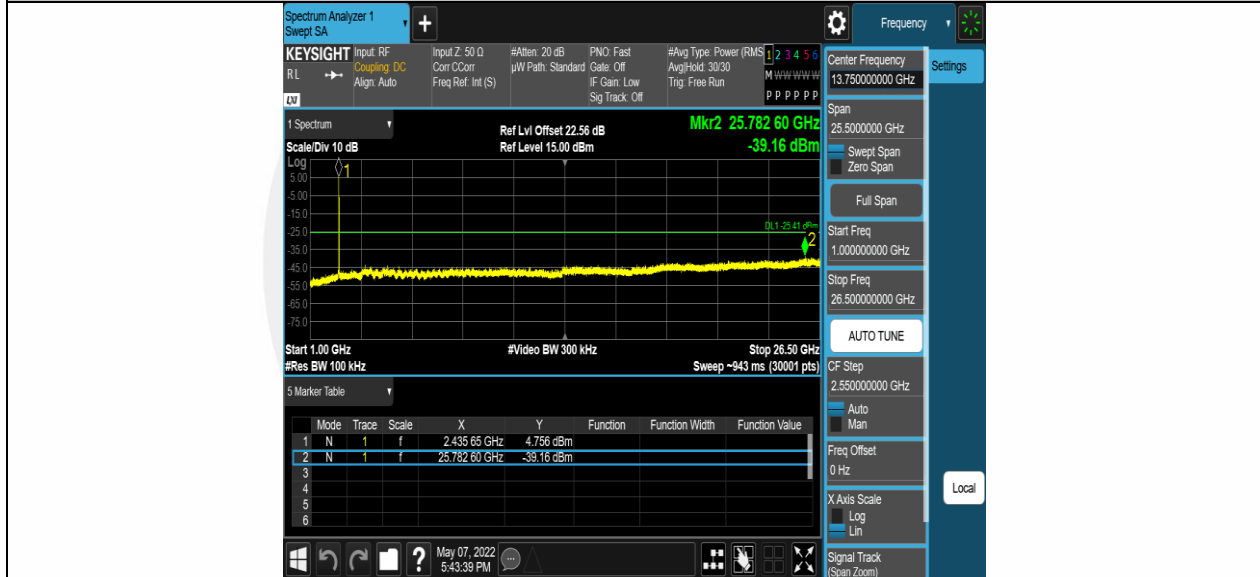 Spectrum Analyzer 1
Swept SA
+
Frequency
KEYSIGHT
RL
LXI
Input: RF
Coupling: DC
Align: Auto
Input Z: 50 Ω
Corr CCorr
Freq Ref: Int (S)
#Atten: 20 dB
µW Path: Standard
PNO: Fast
Gate: Off
IF Gain: Low
Sig Track: Off
#Avg Type: Power (RMS
Avg|Hold: 30/30
Trig: Free Run
1 2 3 4 5 6
M W W W W W
P P P P P P
1 Spectrum
Ref Lvl Offset 22.56 dB
Mkr2 25.782 60 GHz
Scale/Div 10 dB
Ref Level 15.00 dBm
-39.16 dBm
Log
5.00
-5.00
-15.0
-25.0
-35.0
-45.0
-55.0
-65.0
-75.0
1
DL1 -25.41 dBm
2
Start 1.00 GHz
#Video BW 300 kHz
Stop 26.50 GHz
#Res BW 100 kHz
Sweep ~943 ms (30001 pts)
5 Marker Table
Mode Trace Scale X Y Function Function Width Function Value
1 N 1 f 2.435 65 GHz 4.756 dBm
2 N 1 f 25.782 60 GHz -39.16 dBm
3
4
5
6
?
May 07, 2022
5:43:39 PM
Center Frequency
13.750000000 GHz
Settings
Span
25.5000000 GHz
Swept Span
Zero Span
Full Span
Start Freq
1.000000000 GHz
Stop Freq
26.500000000 GHz
AUTO TUNE
CF Step
2.550000000 GHz
Auto
Man
Freq Offset
0 Hz
Local
X Axis Scale
Log
Lin
Signal Track
(Span Zoom)